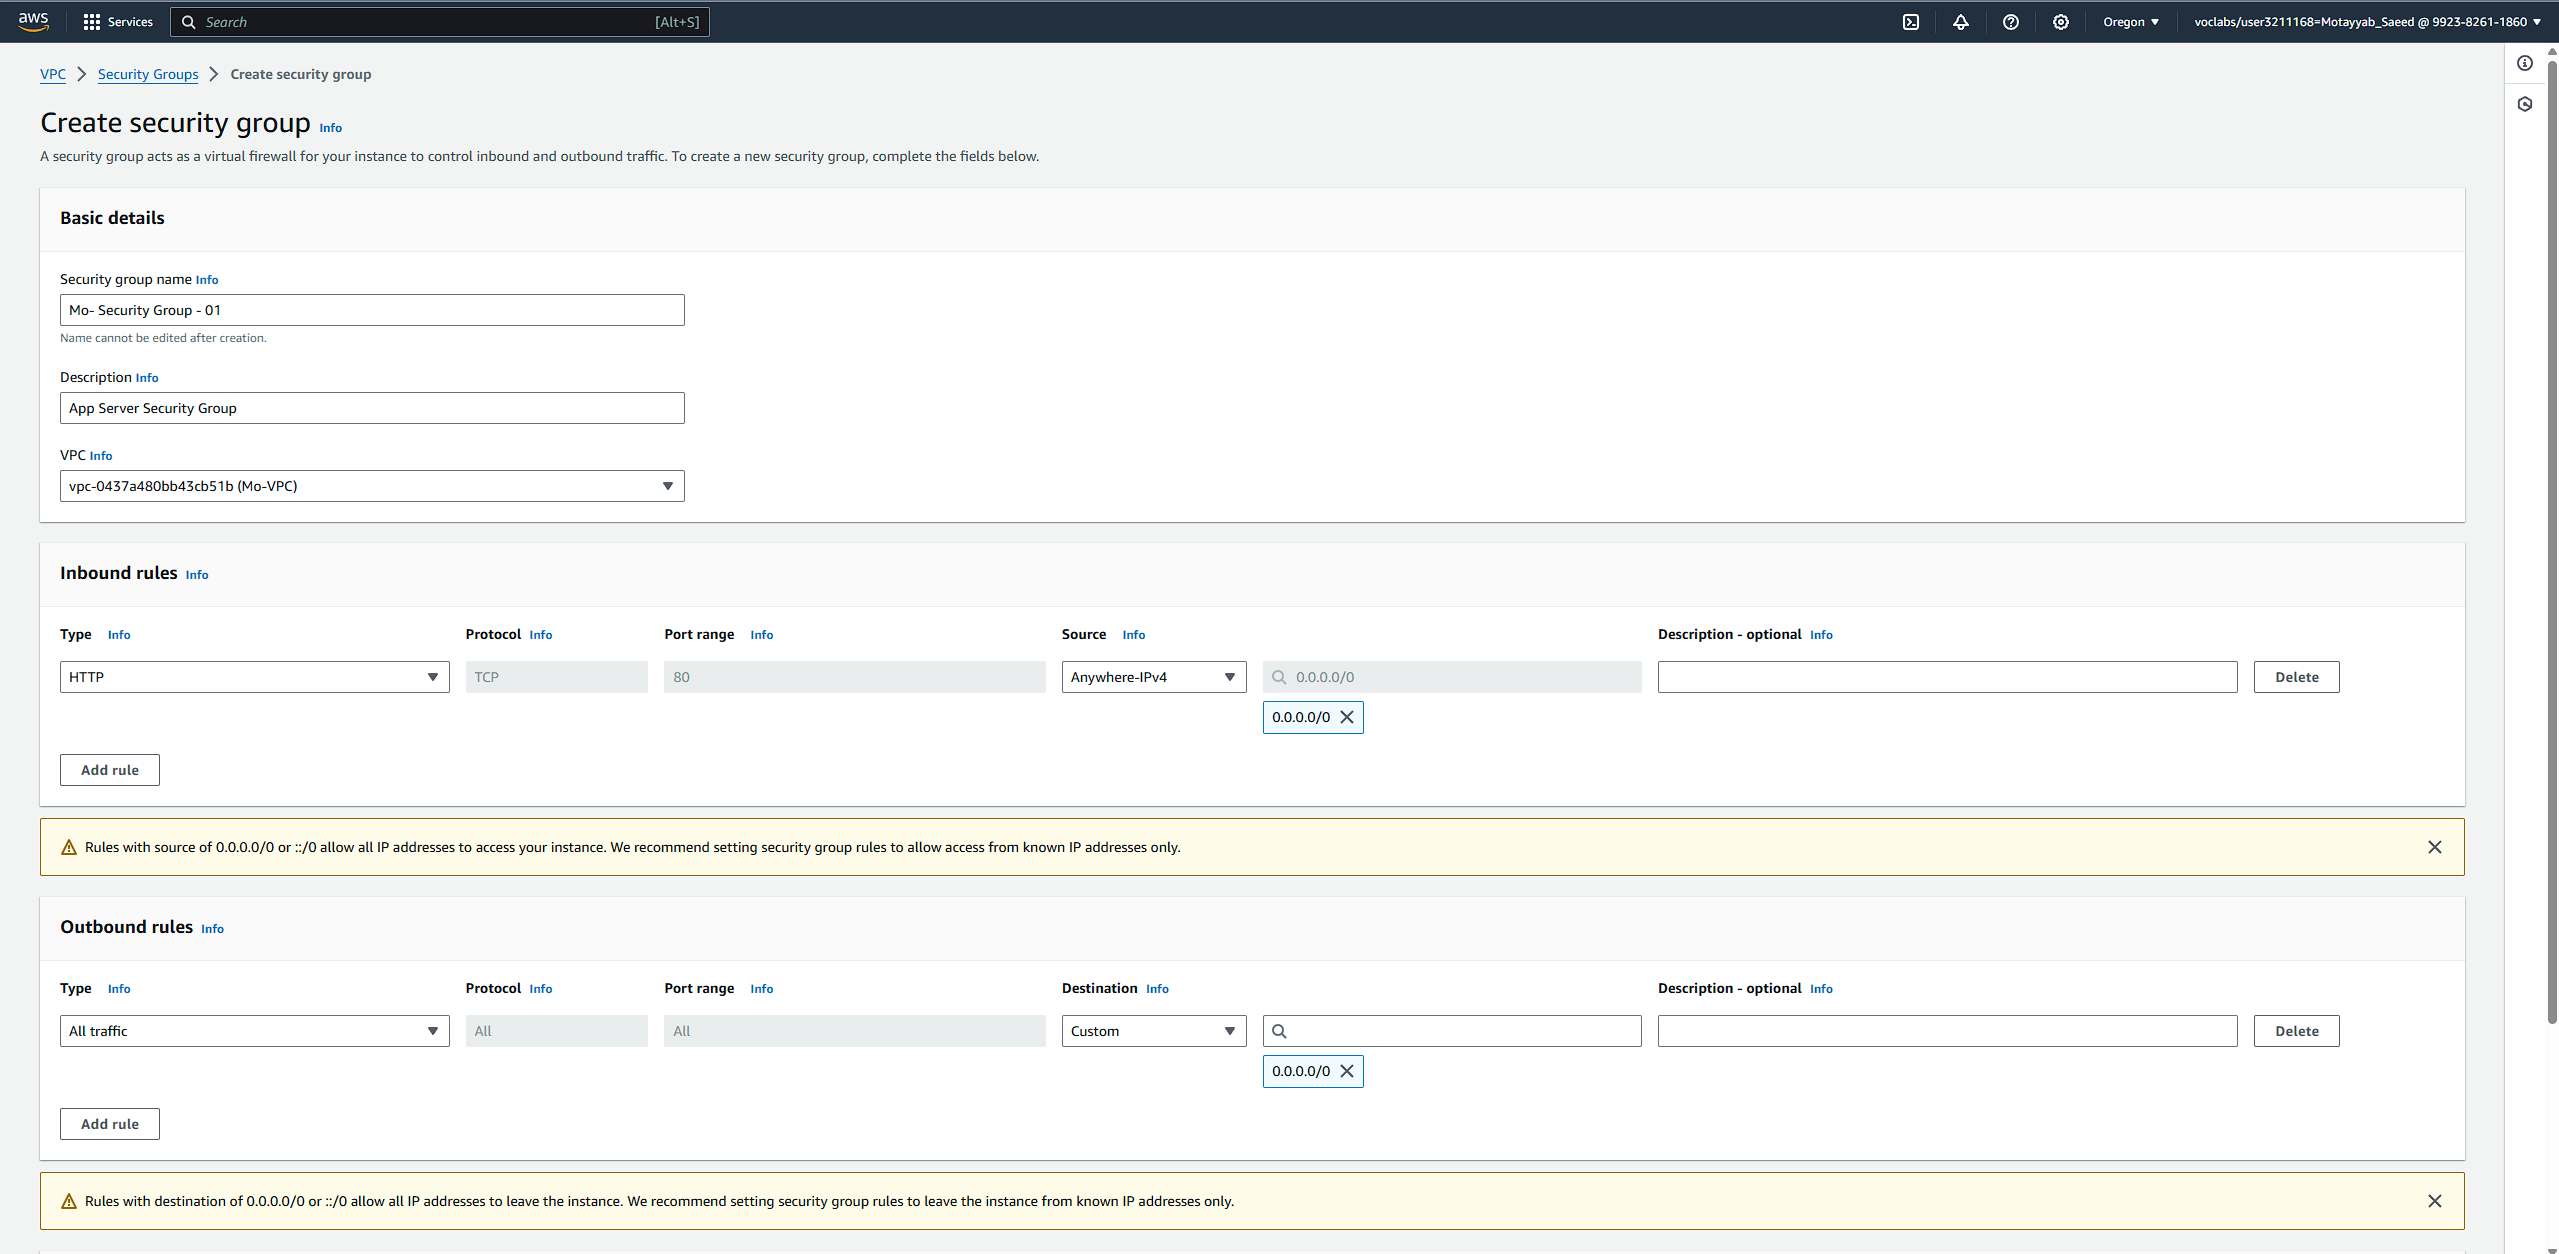 aws Services Search [Alt+S] Oregon voclabs/user3211168=Motayyab_Saeed @ 9923-8261-1860
VPC Security Groups Create security group
Create security group Info
A security group acts as a virtual firewall for your instance to control inbound and outbound traffic. To create a new security group, complete the fields below.
Basic details
Security group name Info
Mo- Security Group - 01
Name cannot be edited after creation.
Description Info
App Server Security Group
VPC Info
vpc-0437a480bb43cb51b (Mo-VPC)
Inbound rules Info
Type Info Protocol Info Port range Info Source Info Description - optional Info
HTTP TCP 80 Anywhere-IPv4 0.0.0.0/0 Delete
0.0.0.0/0
Add rule
Rules with source of 0.0.0.0/0 or ::/0 allow all IP addresses to access your instance. We recommend setting security group rules to allow access from known IP addresses only.
Outbound rules Info
Type Info Protocol Info Port range Info Destination Info Description - optional Info
All traffic All All Custom Delete
0.0.0.0/0
Add rule
Rules with destination of 0.0.0.0/0 or ::/0 allow all IP addresses to leave the instance. We recommend setting security group rules to leave the instance from known IP addresses only.